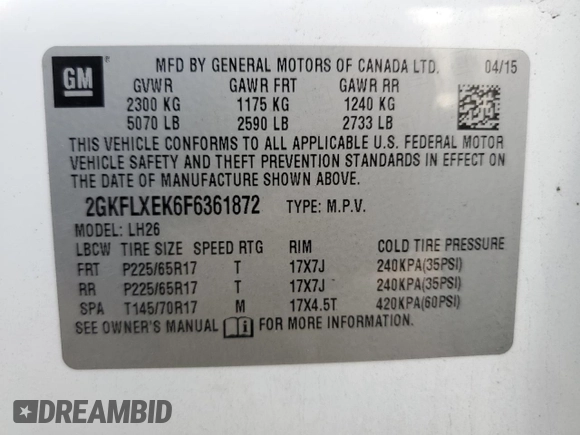 GM
MFD BY GENERAL MOTORS OF CANADA LTD. 04/15
GVWR GAWR FRT GAWR RR
2300 KG 1175 KG 1240 KG
5070 LB 2590 LB 2733 LB
THIS VEHICLE CONFORMS TO ALL APPLICABLE U.S. FEDERAL MOTOR
VEHICLE SAFETY AND THEFT PREVENTION STANDARDS IN EFFECT ON
THE DATE OF MANUFACTURE SHOWN ABOVE.
2GKFLXEK6F6361872 TYPE: M.P.V.
MODEL: LH26
LBCW TIRE SIZE SPEED RTG RIM COLD TIRE PRESSURE
FRT P225/65R17 T 17X7J 240KPA(35PSI)
RR P225/65R17 T 17X7J 240KPA(35PSI)
SPA T145/70R17 M 17X4.5T 420KPA(60PSI)
SEE OWNER'S MANUAL FOR MORE INFORMATION
DREAMBID